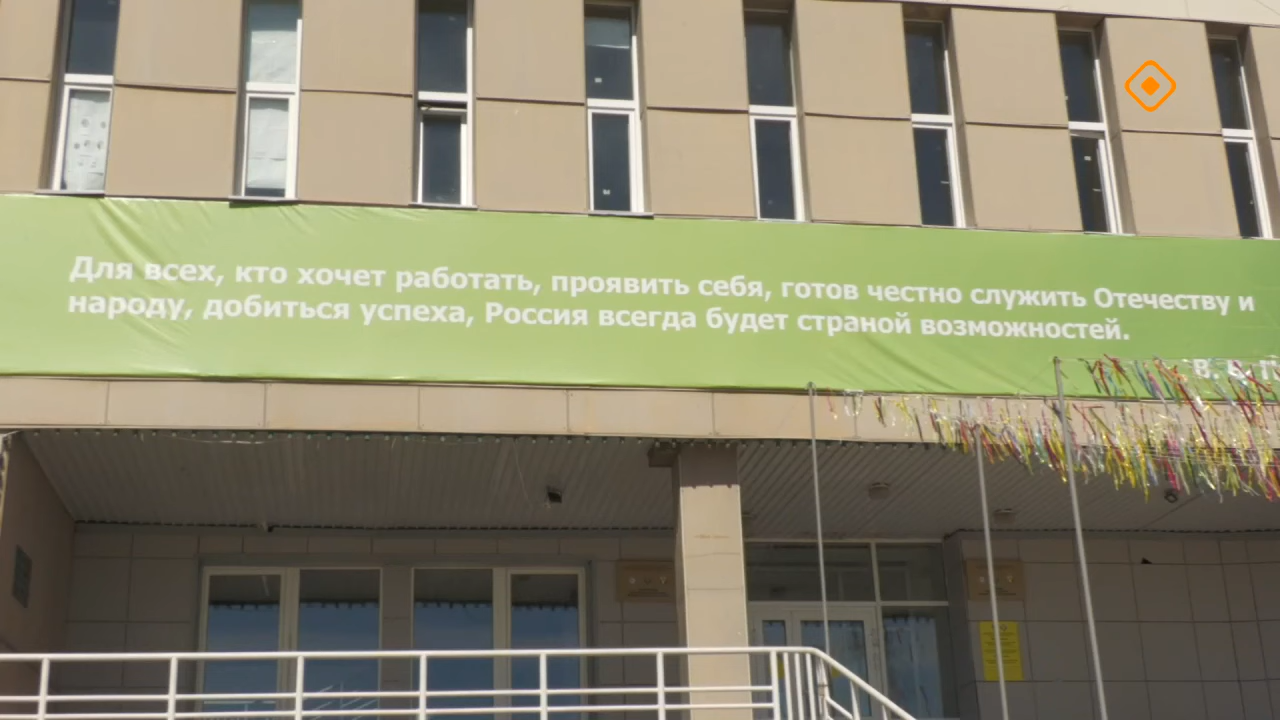 Для всех, кто хочет работать, проявить себя, готов честно служить Отечеству и
народу, добиться успеха, Россия всегда будет страной возможностей.